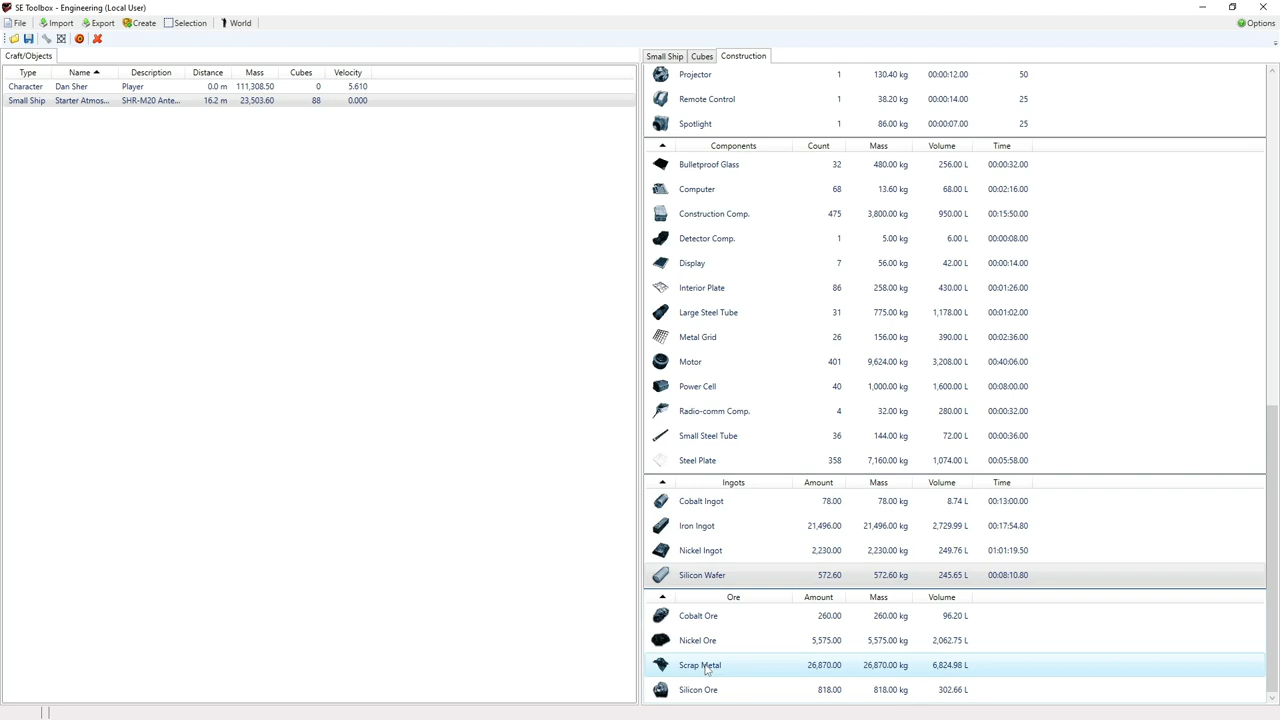 SE Toolbox - Engineering (Local User)
File Import Export Create Selection World Options
Craft/Objects
Type Name Description Distance Mass Cubes Velocity
Character Dan Sher Player 0.0 m 111,308.50 0 5.610
Small Ship Starter Atmos... SHR-M20 Ante... 16.2 m 23,503.60 88 0.000
Small Ship Cubes Construction
Projector 1 130.40 kg 00:00:12.00 50
Remote Control 1 38.20 kg 00:00:14.00 25
Spotlight 1 86.00 kg 00:00:07.00 25
Components Count Mass Volume Time
Bulletproof Glass 32 480.00 kg 256.00 L 00:00:32.00
Computer 68 13.60 kg 68.00 L 00:02:16.00
Construction Comp. 475 3,800.00 kg 950.00 L 00:15:50.00
Detector Comp. 1 5.00 kg 6.00 L 00:00:08.00
Display 7 56.00 kg 42.00 L 00:00:14.00
Interior Plate 86 258.00 kg 430.00 L 00:01:26.00
Large Steel Tube 31 775.00 kg 1,178.00 L 00:01:02.00
Metal Grid 26 156.00 kg 390.00 L 00:02:36.00
Motor 401 9,624.00 kg 3,208.00 L 00:40:06.00
Power Cell 40 1,000.00 kg 1,600.00 L 00:08:00.00
Radio-comm Comp. 4 32.00 kg 280.00 L 00:00:32.00
Small Steel Tube 36 144.00 kg 72.00 L 00:00:36.00
Steel Plate 358 7,160.00 kg 1,074.00 L 00:05:58.00
Ingots Amount Mass Volume Time
Cobalt Ingot 78.00 78.00 kg 8.74 L 00:13:00.00
Iron Ingot 21,496.00 21,496.00 kg 2,729.99 L 00:17:54.80
Nickel Ingot 2,230.00 2,230.00 kg 249.76 L 01:01:19.50
Silicon Wafer 572.60 572.60 kg 245.65 L 00:08:10.80
Ore Amount Mass Volume
Cobalt Ore 260.00 260.00 kg 96.20 L
Nickel Ore 5,575.00 5,575.00 kg 2,062.75 L
Scrap Metal 26,870.00 26,870.00 kg 6,824.98 L
Silicon Ore 818.00 818.00 kg 302.66 L